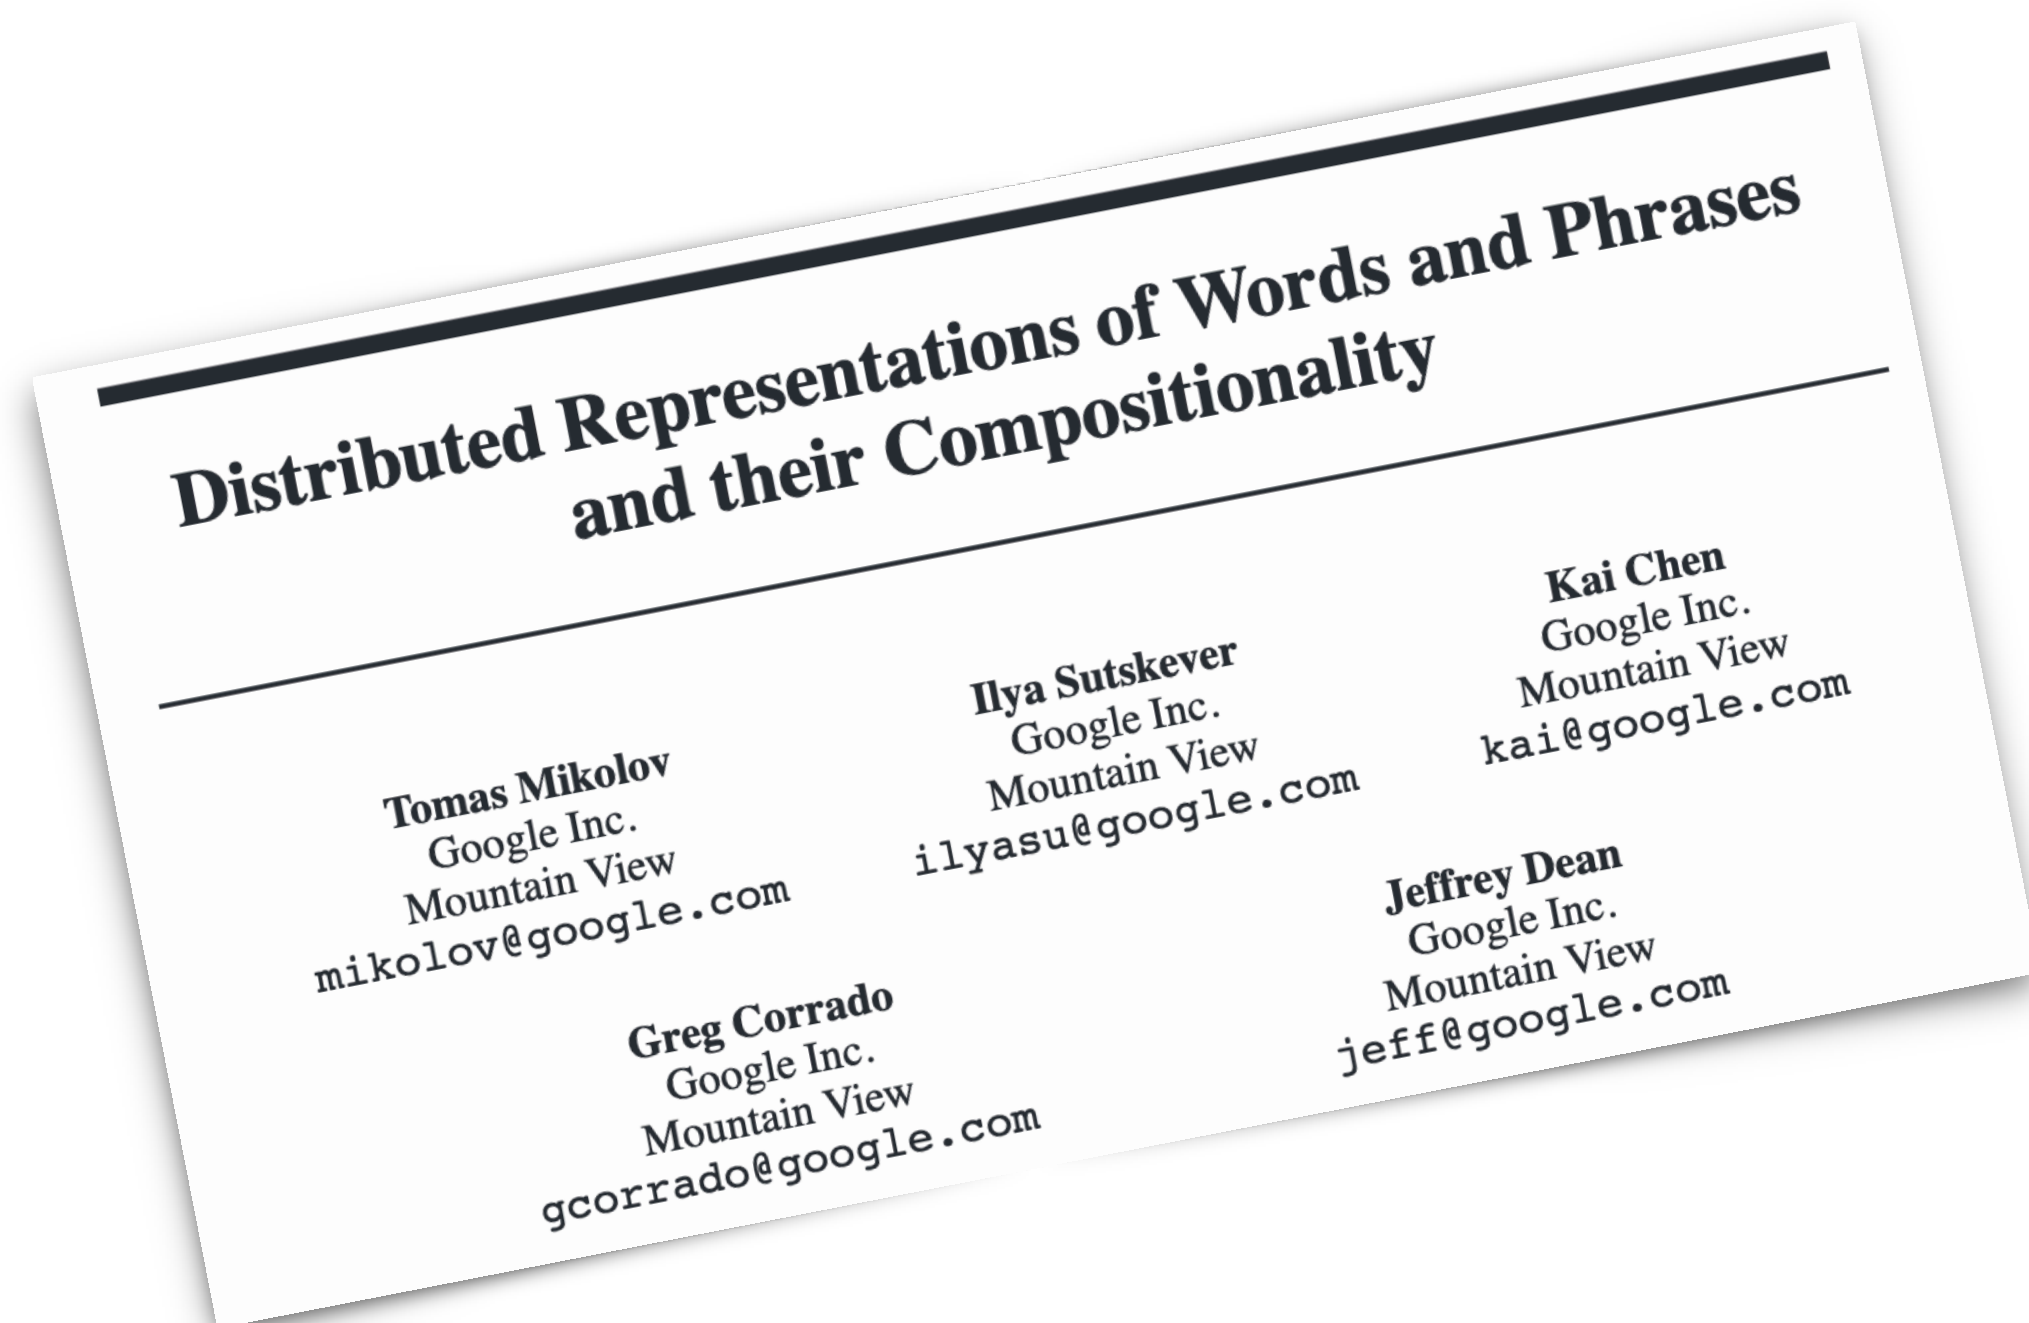 Distributed Representations of Words and Phrases
and their Compositionality
Tomas Mikolov
Google Inc.
Mountain View
mikolov@google.com
Ilya Sutskever
Google Inc.
Mountain View
ilyasu@google.com
Kai Chen
Google Inc.
Mountain View
kai@google.com
Greg Corrado
Google Inc.
Mountain View
gcorrado@google.com
Jeffrey Dean
Google Inc.
Mountain View
jeff@google.com